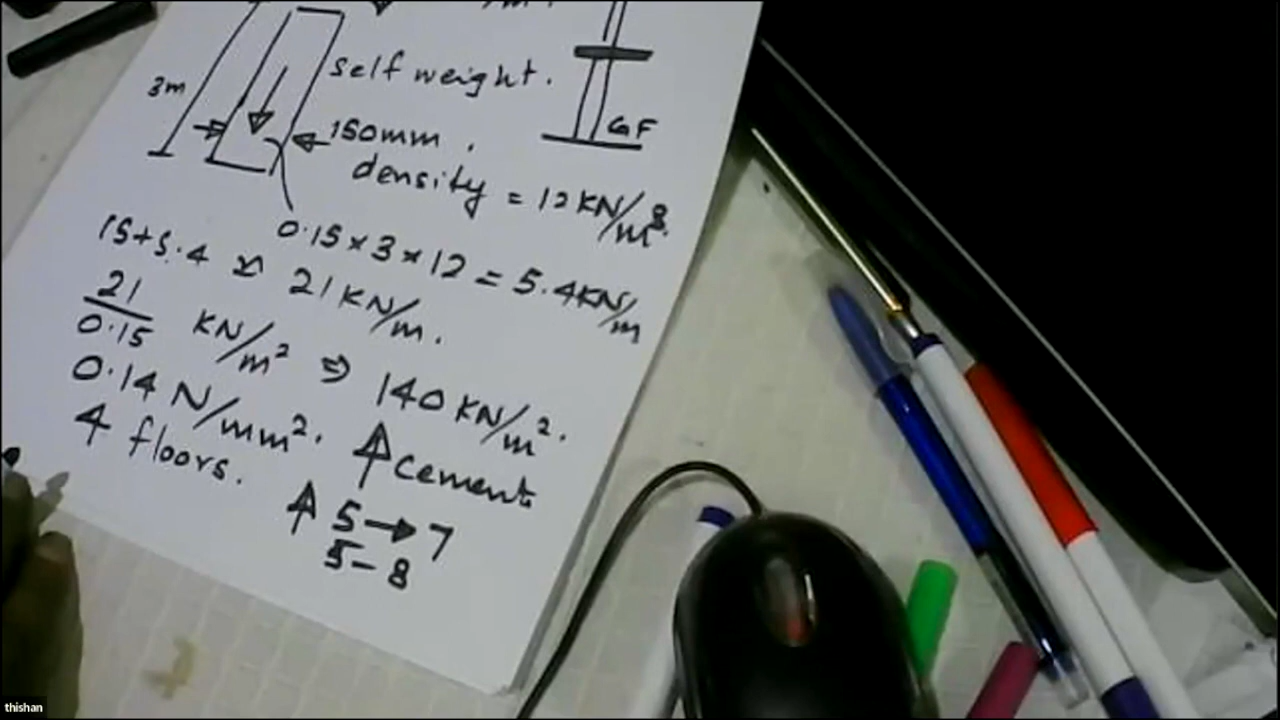 self weight.
3m
150mm.
GF
density = 12 KN/m3.
0.15 × 3 × 12 = 5.4 KN/m
15+5.4 ≈ 21 KN/m.
21/0.15 KN/m2 ⇒ 140 KN/m2.
0.14 N/mm2. ↑ cement
4 floors. ↑ 5 → 7
5 - 8
thishan